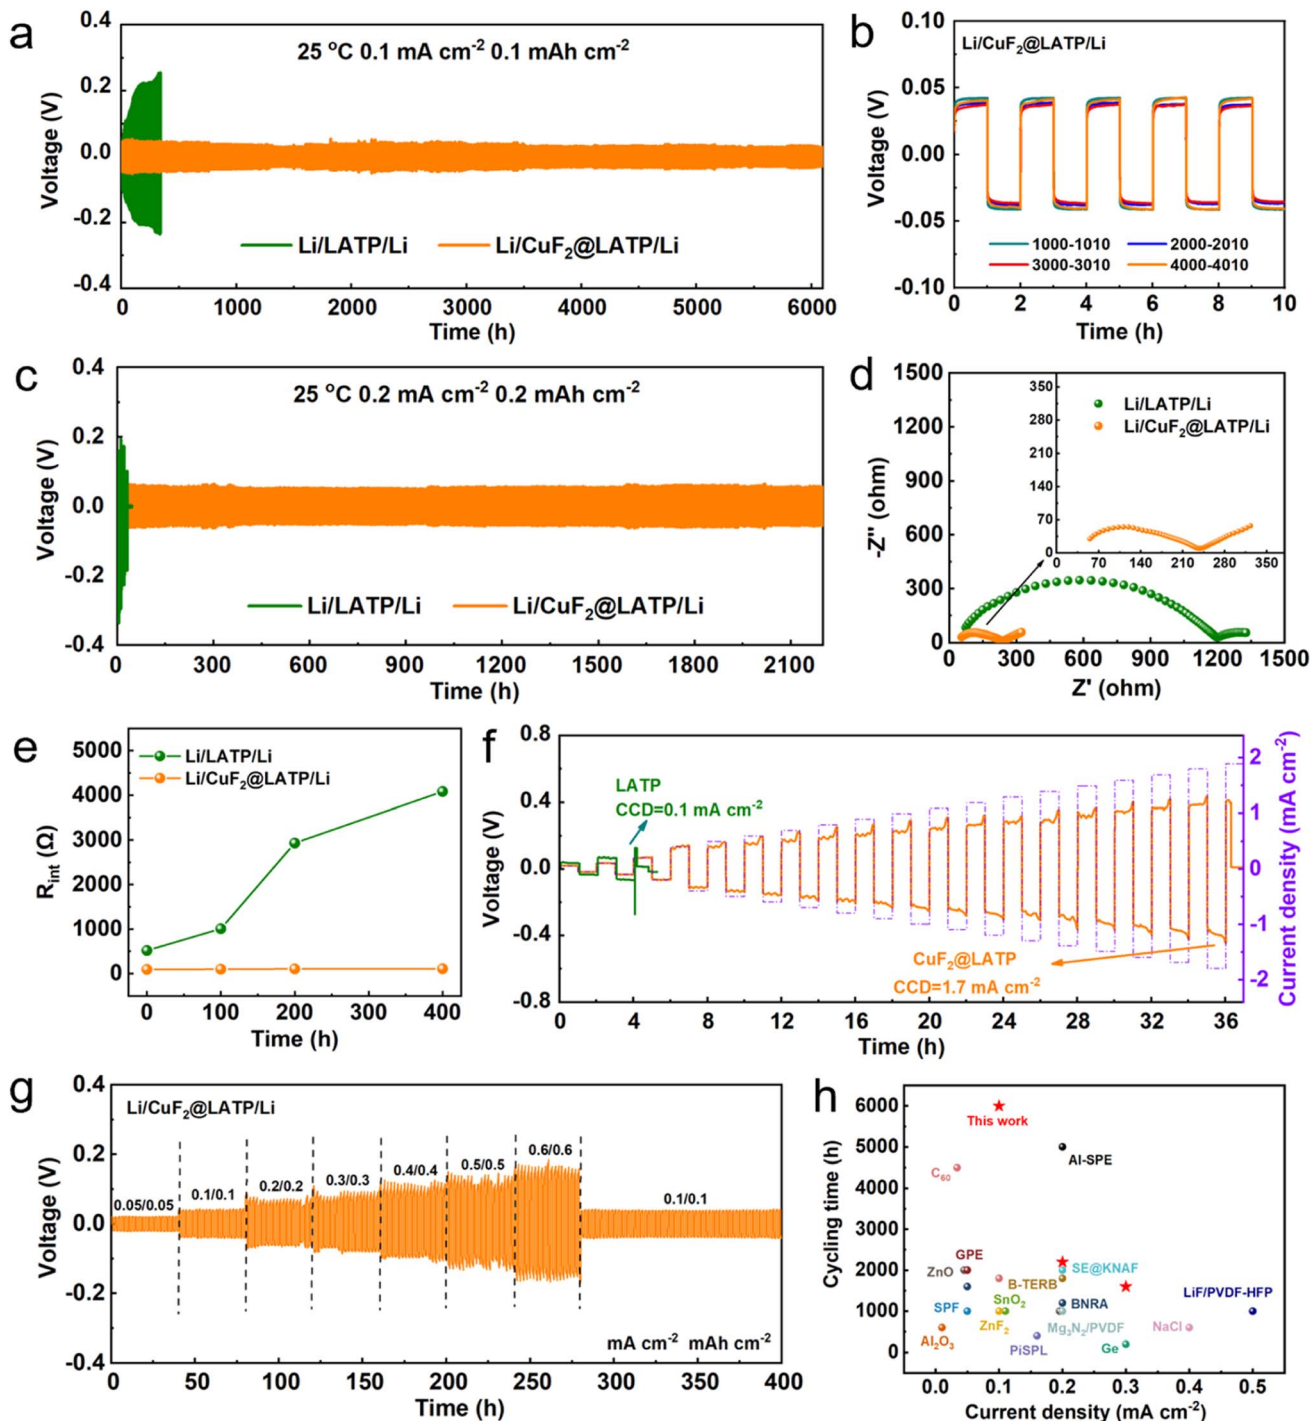 a
0.4
0.2
0.0
-0.2
-0.4
Voltage (V)
25 °C 0.1 mA cm⁻² 0.1 mAh cm⁻²
Li/LATP/Li Li/CuF₂@LATP/Li
0 1000 2000 3000 4000 5000 6000
Time (h)
b
0.10
0.05
0.00
-0.05
-0.10
Voltage (V)
Li/CuF₂@LATP/Li
1000-1010 2000-2010
3000-3010 4000-4010
0 2 4 6 8 10
Time (h)
c
0.4
0.2
0.0
-0.2
-0.4
Voltage (V)
25 °C 0.2 mA cm⁻² 0.2 mAh cm⁻²
Li/LATP/Li Li/CuF₂@LATP/Li
0 300 600 900 1200 1500 1800 2100
Time (h)
d
1500
1200
900
600
300
0
-Z'' (ohm)
350
280
210
140
70
0
Li/LATP/Li
Li/CuF₂@LATP/Li
70 140 210 280 350
0 300 600 900 1200 1500
Z' (ohm)
e
5000
4000
3000
2000
1000
0
R_int (Ω)
Li/LATP/Li
Li/CuF₂@LATP/Li
0 100 200 300 400
Time (h)
f
0.8
0.4
0.0
-0.4
-0.8
Voltage (V)
LATP
CCD=0.1 mA cm⁻²
CuF₂@LATP
CCD=1.7 mA cm⁻²
2
1
0
-1
-2
Current density (mA cm⁻²)
0 4 8 12 16 20 24 28 32 36
Time (h)
g
0.4
0.2
0.0
-0.2
-0.4
Voltage (V)
Li/CuF₂@LATP/Li
0.05/0.05 0.1/0.1 0.2/0.2 0.3/0.3 0.4/0.4 0.5/0.5 0.6/0.6 0.1/0.1
mA cm⁻² mAh cm⁻²
0 50 100 150 200 250 300 350 400
Time (h)
h
6000
5000
4000
3000
2000
1000
0
Cycling time (h)
This work
Al-SPE
C₆₀
GPE
ZnO
SE@KNAF
B-TERB
SnO₂
BNRA
LiF/PVDF-HFP
SPF
ZnF₂
Mg₃N₂/PVDF
NaCl
Al₂O₃
PiSPL
Ge
0.0 0.1 0.2 0.3 0.4 0.5
Current density (mA cm⁻²)